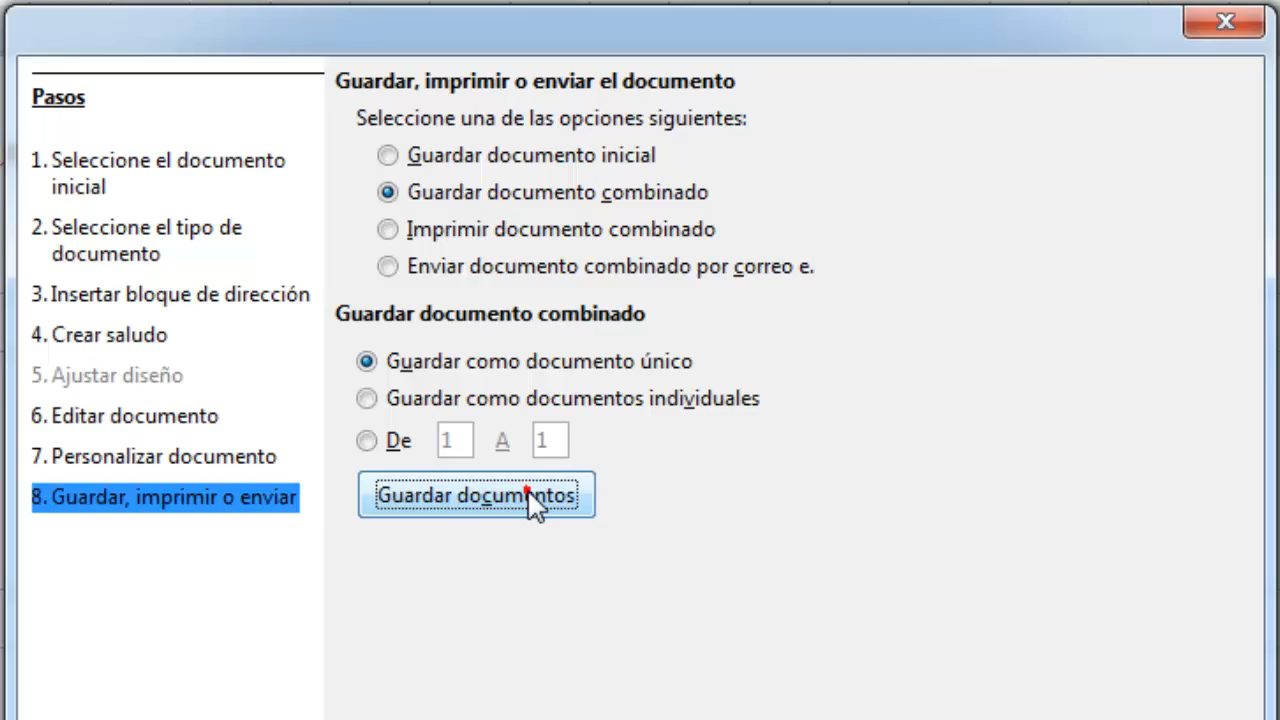 Pasos
1. Seleccione el documento
inicial
2. Seleccione el tipo de
documento
3. Insertar bloque de dirección
4. Crear saludo
5. Ajustar diseño
6. Editar documento
7. Personalizar documento
8. Guardar, imprimir o enviar
Guardar, imprimir o enviar el documento
Seleccione una de las opciones siguientes:
Guardar documento inicial
Guardar documento combinado
Imprimir documento combinado
Enviar documento combinado por correo e.
Guardar documento combinado
Guardar como documento único
Guardar como documentos individuales
De 1 A 1
Guardar documentos